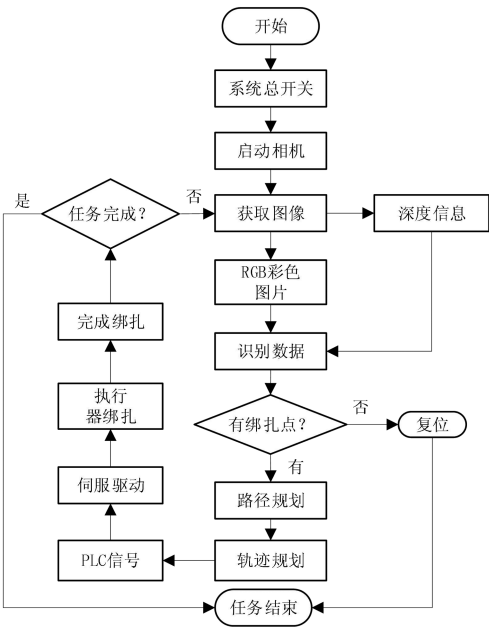 开始
系统总开关
启动相机
是
任务完成?
否
获取图像
深度信息
RGB彩色
图片
完成绑扎
识别数据
执行
器绑扎
有绑扎点?
否
复位
有
伺服驱动
路径规划
PLC信号
轨迹规划
任务结束